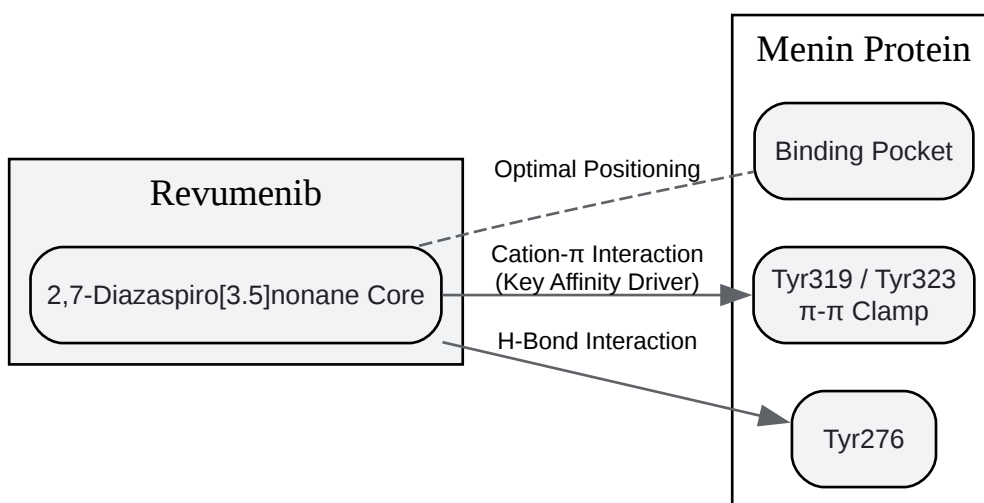 Menin Protein
Binding Pocket
Optimal Positioning
Revumenib
Cation-π Interaction
(Key Affinity Driver)
2,7-Diazaspiro[3.5]nonane Core
Tyr319 / Tyr323
π-π Clamp
H-Bond Interaction
Tyr276